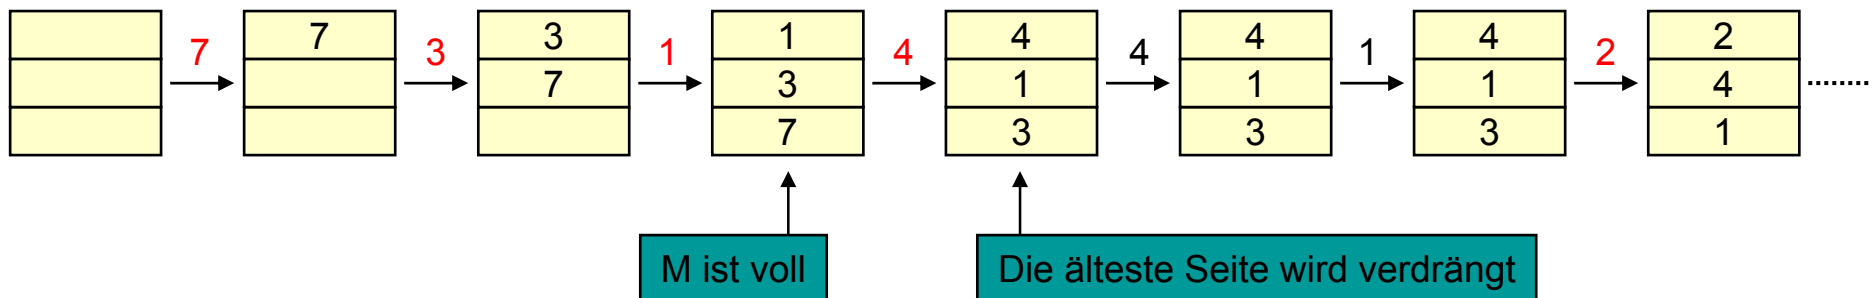 7 3 1 4 4 4 2
7 3 1 4 4 1 2
7 3 1 1 1 4
7 3 3 3 1
M ist voll Die älteste Seite wird verdrängt